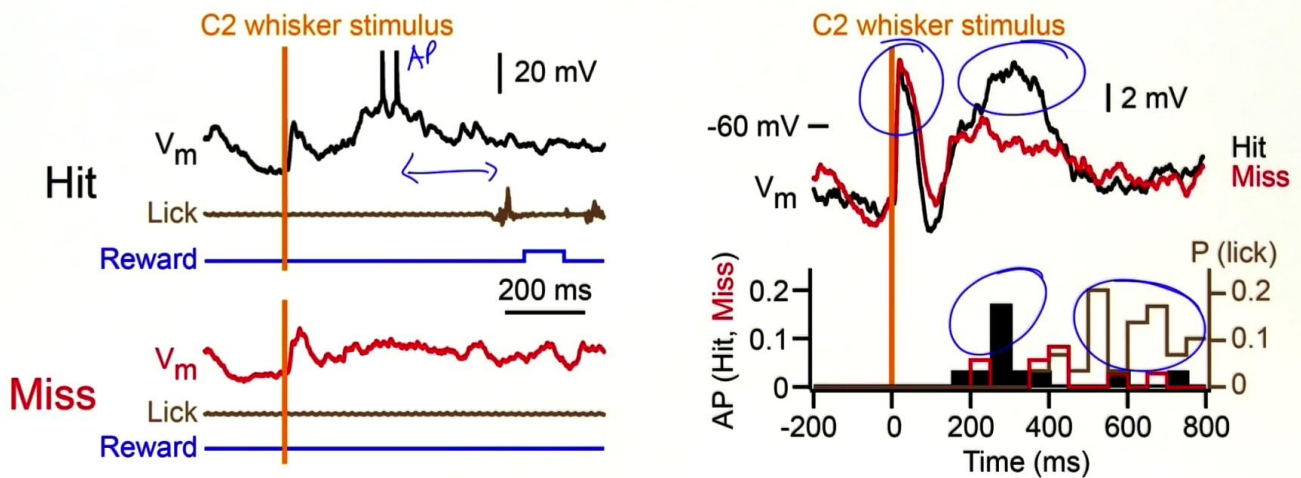 C2 whisker stimulus
AP
20 mV
Hit
Vm
Lick
Reward
200 ms
Miss
Vm
Lick
Reward
C2 whisker stimulus
2 mV
-60 mV
Vm
Hit
Miss
AP (Hit, Miss)
0.2
0.1
0
P (lick)
0.2
0.1
0
-200 0 200 400 600 800
Time (ms)